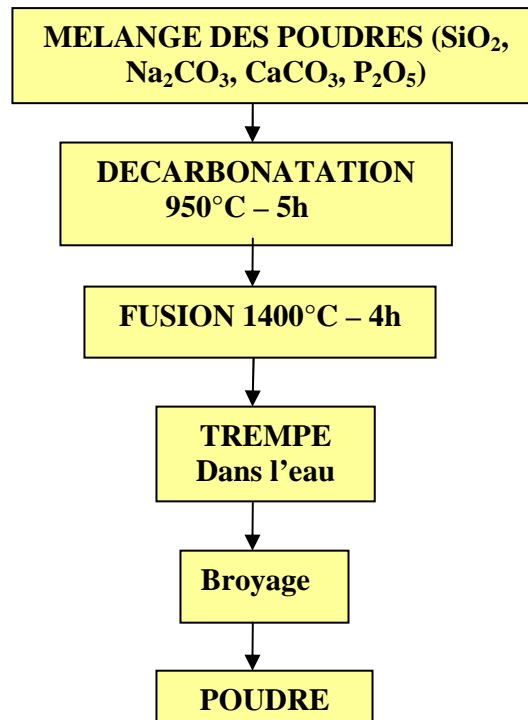 MELANGE DES POUDRES (SiO₂,
Na₂CO₃, CaCO₃, P₂O₅)
DECARBONATATION
950°C – 5h
FUSION 1400°C – 4h
TREMPE
Dans l’eau
Broyage
POUDRE